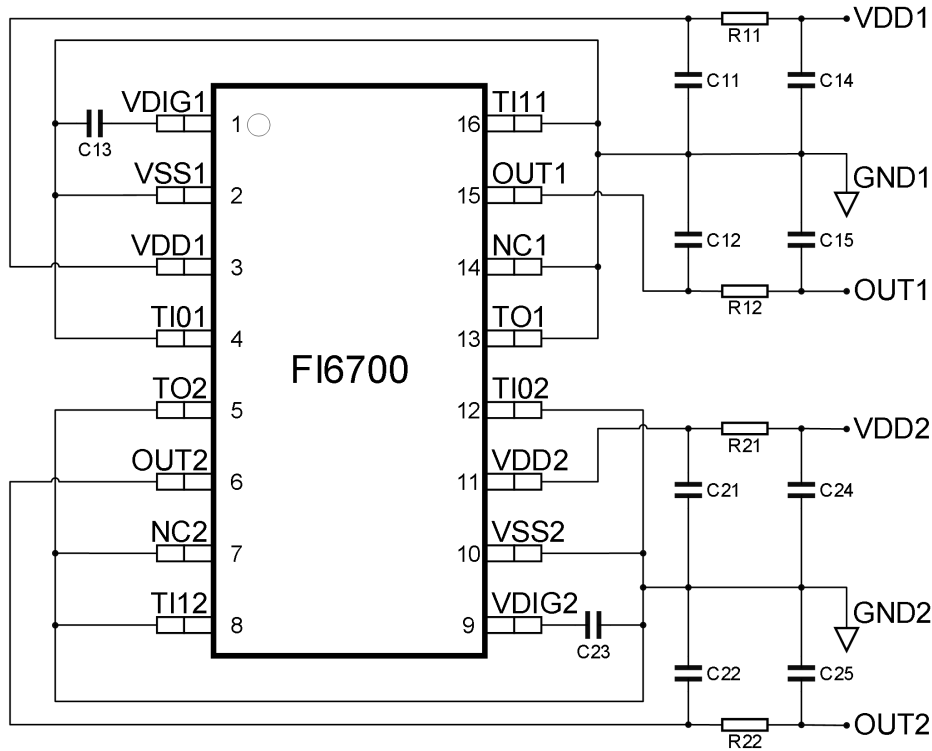 VDD1
R11
C11
C14
VDIG1
TI11
1
16
C13
VSS1
OUT1
GND1
2
15
VDD1
NC1
C12
C15
3
14
OUT1
R12
TI01
TO1
4
13
FI6700
TO2
TI02
5
12
VDD2
R21
OUT2
VDD2
6
11
C21
C24
NC2
VSS2
7
10
TI12
VDIG2
GND2
8
9
C23
C22
C25
OUT2
R22